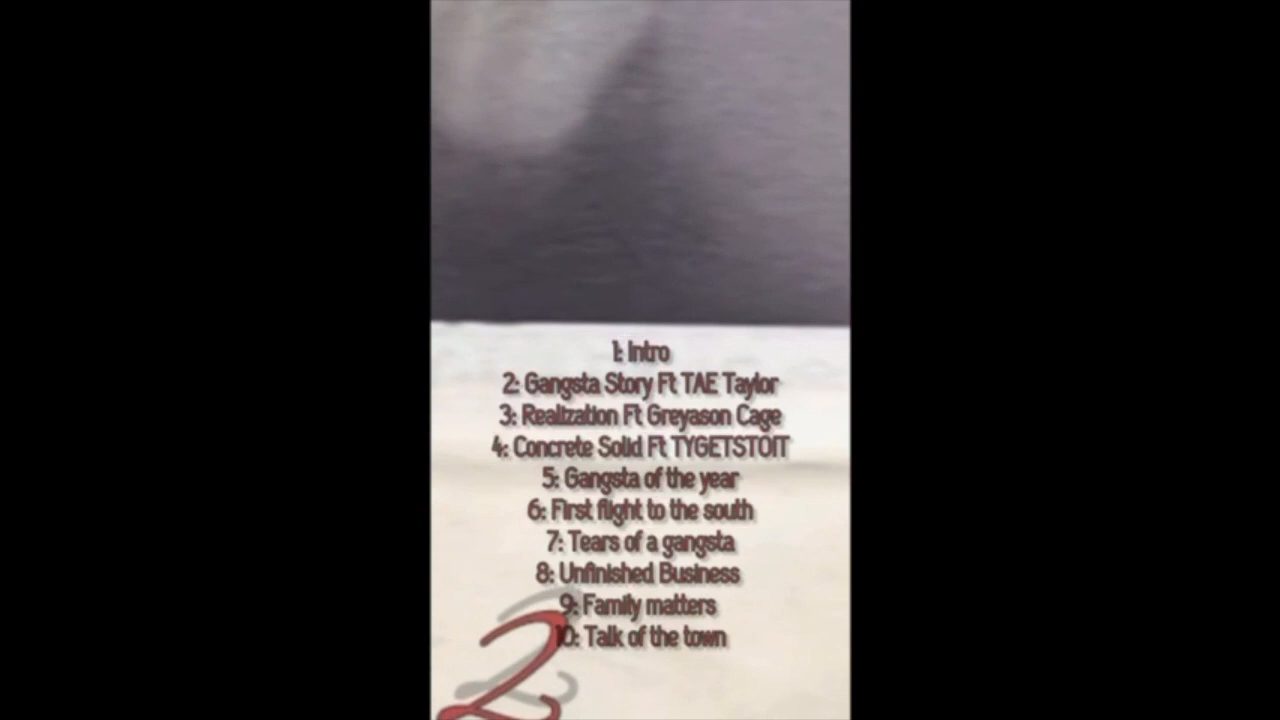 1: Intro
2: Gangsta Story Ft TAE Taylor
3: Realization Ft Greyason Cage
4: Concrete Solid Ft TYGETSTOIT
5: Gangsta of the year
6: First flight to the south
7: Tears of a gangsta
8: Unfinished Business
9: Family matters
10: Talk of the town
2